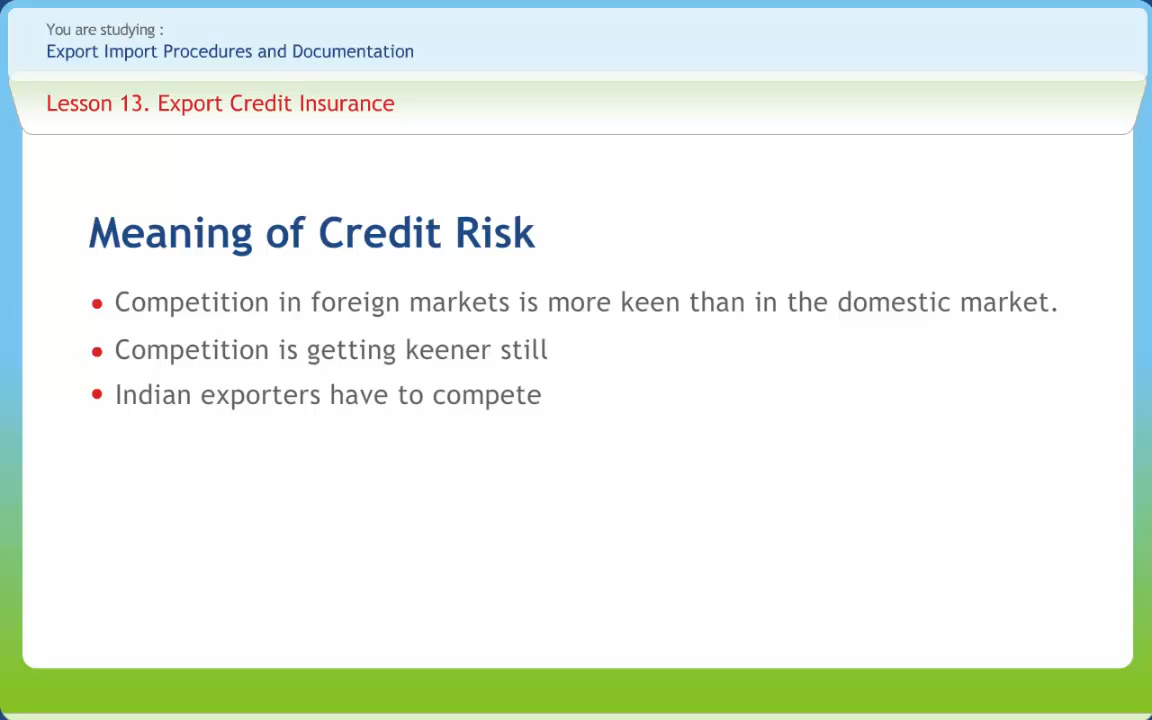 You are studying :
Export Import Procedures and Documentation
Lesson 13. Export Credit Insurance
Meaning of Credit Risk
• Competition in foreign markets is more keen than in the domestic market.
• Competition is getting keener still
• Indian exporters have to compete